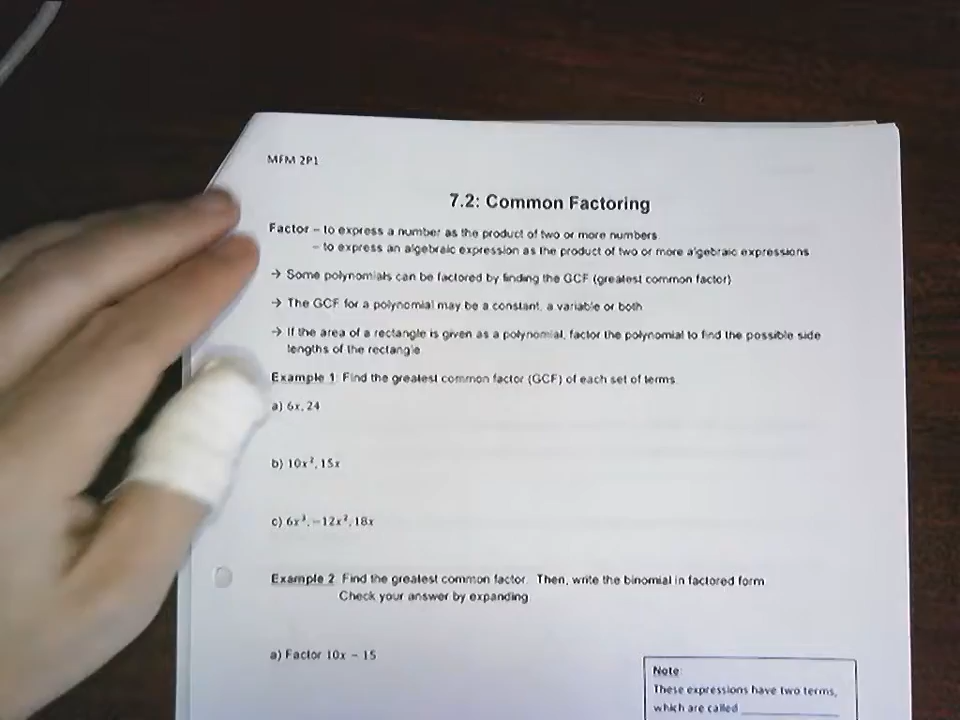 MFM 2P1
7.2: Common Factoring
Factor – to express a number as the product of two or more numbers.
– to express an algebraic expression as the product of two or more algebraic expressions
→ Some polynomials can be factored by finding the GCF (greatest common factor)
→ The GCF for a polynomial may be a constant, a variable or both
→ If the area of a rectangle is given as a polynomial, factor the polynomial to find the possible side
lengths of the rectangle
Example 1: Find the greatest common factor (GCF) of each set of terms
a) 6x, 24
b) 10x², 15x
c) 6x³, −12x², 18x
Example 2: Find the greatest common factor. Then, write the binomial in factored form.
Check your answer by expanding.
a) Factor 10x − 15
Note:
These expressions have two terms,
which are called ___________